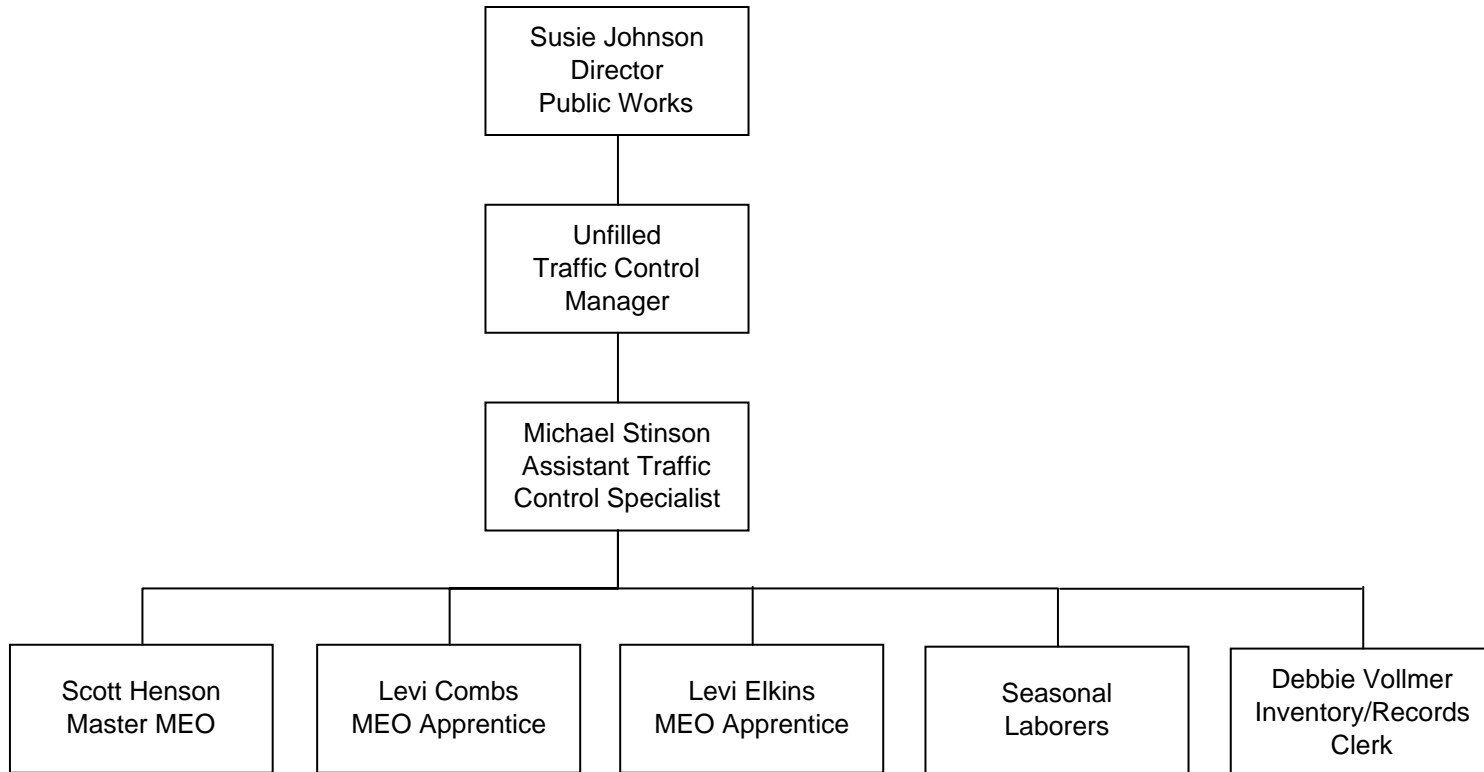 Susie Johnson
Director
Public Works
Unfilled
Traffic Control
Manager
Michael Stinson
Assistant Traffic
Control Specialist
Scott Henson
Master MEO
Levi Combs
MEO Apprentice
Levi Elkins
MEO Apprentice
Seasonal
Laborers
Debbie Vollmer
Inventory/Records
Clerk